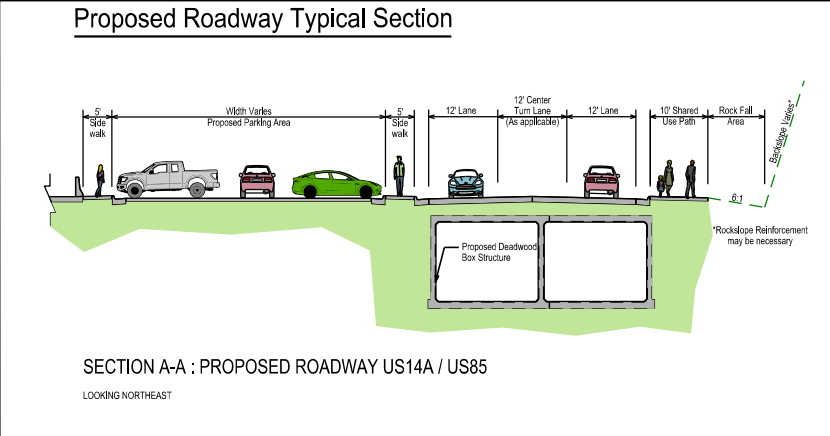 Proposed Roadway Typical Section
5'
Side
walk
Width Varies
Proposed Parking Area
5'
Side
walk
12' Lane
12' Center
Turn Lane
(As applicable)
12' Lane
10' Shared
Use Path
Rock Fall
Area
Backslope Varies*
6:1
*Rockslope Reinforcement
may be necessary
Proposed Deadwood
Box Structure
SECTION A-A : PROPOSED ROADWAY US14A / US85
LOOKING NORTHEAST